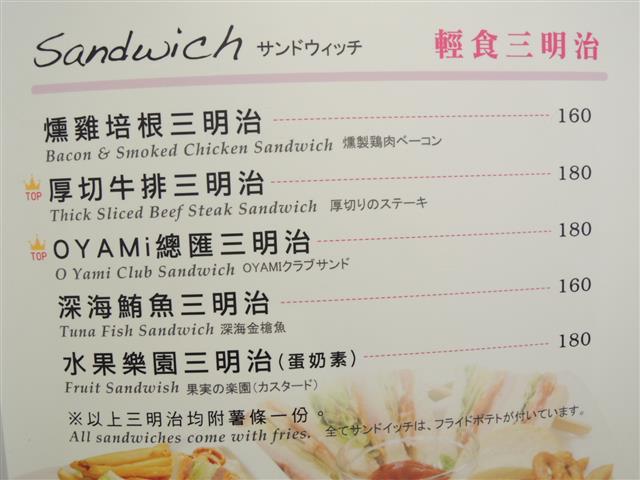 Sandwich サンドウィッチ 輕食三明治
燻雞培根三明治 160
Bacon & Smoked Chicken Sandwich 燻製鶏肉ベーコン
TOP 厚切牛排三明治 180
Thick Sliced Beef Steak Sandwich 厚切りのステーキ
TOP OYAMi總匯三明治 180
O Yami Club Sandwich OYAMIクラブサンド
深海鮪魚三明治 160
Tuna Fish Sandwich 深海金槍魚
水果樂園三明治(蛋奶素) 180
Fruit Sandwish 果実の楽園(カスタード)
※以上三明治均附薯條一份。
All sandwiches come with fries. 全てサンドイッチは、フライドポテトが付いています。